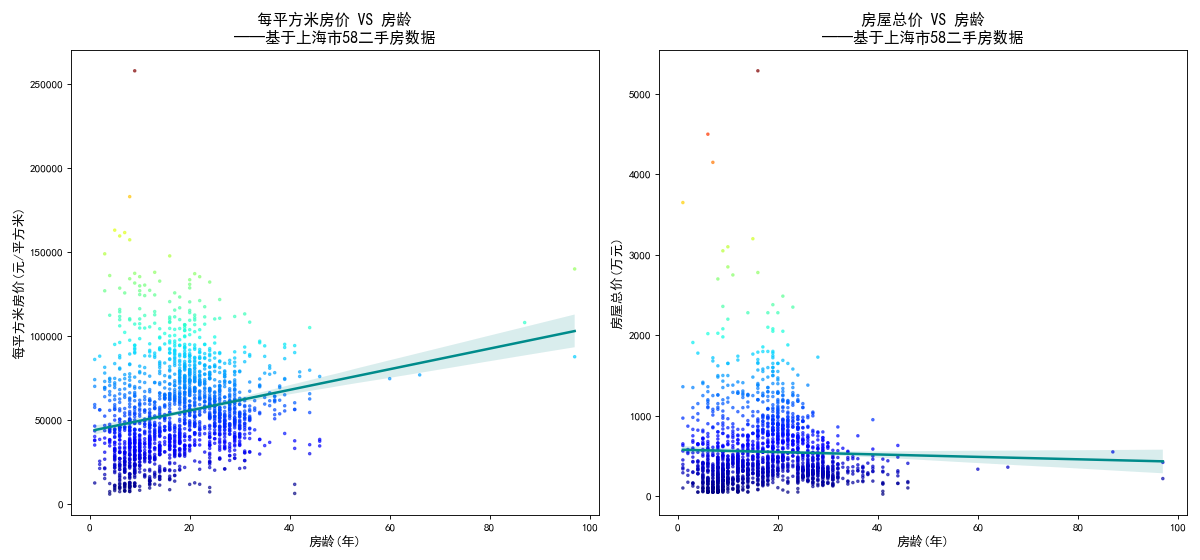 每平方米房价 VS 房龄
——基于上海市58二手房数据
250000
200000
150000
100000
50000
0
每平方米房价(元/平方米)
0 20 40 60 80 100
房龄(年)
房屋总价 VS 房龄
——基于上海市58二手房数据
5000
4000
3000
2000
1000
0
房屋总价(万元)
0 20 40 60 80 100
房龄(年)